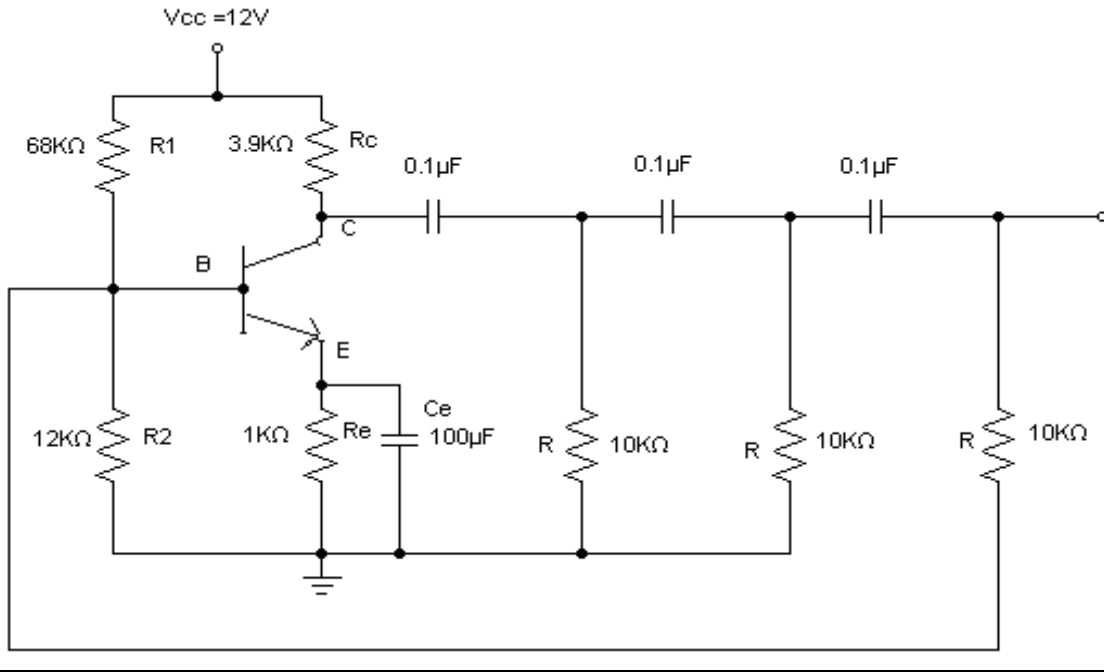 Vcc =12V
68KΩ
R1
3.9KΩ
Rc
0.1µF
0.1µF
0.1µF
C
B
E
12KΩ
R2
1KΩ
Re
Ce
100µF
R
10KΩ
R
10KΩ
R
10KΩ